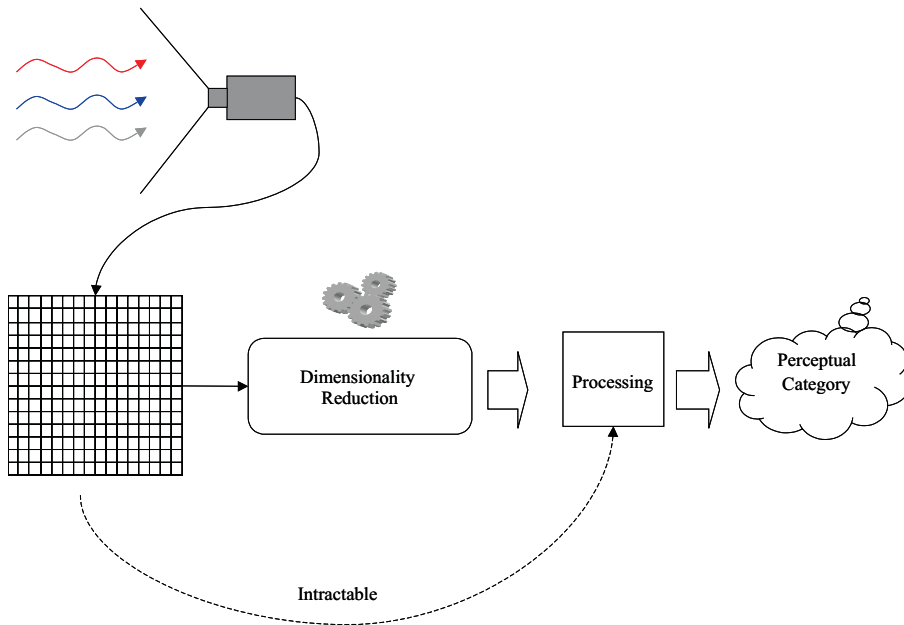 Dimensionality
Reduction
Processing
Perceptual
Category
Intractable